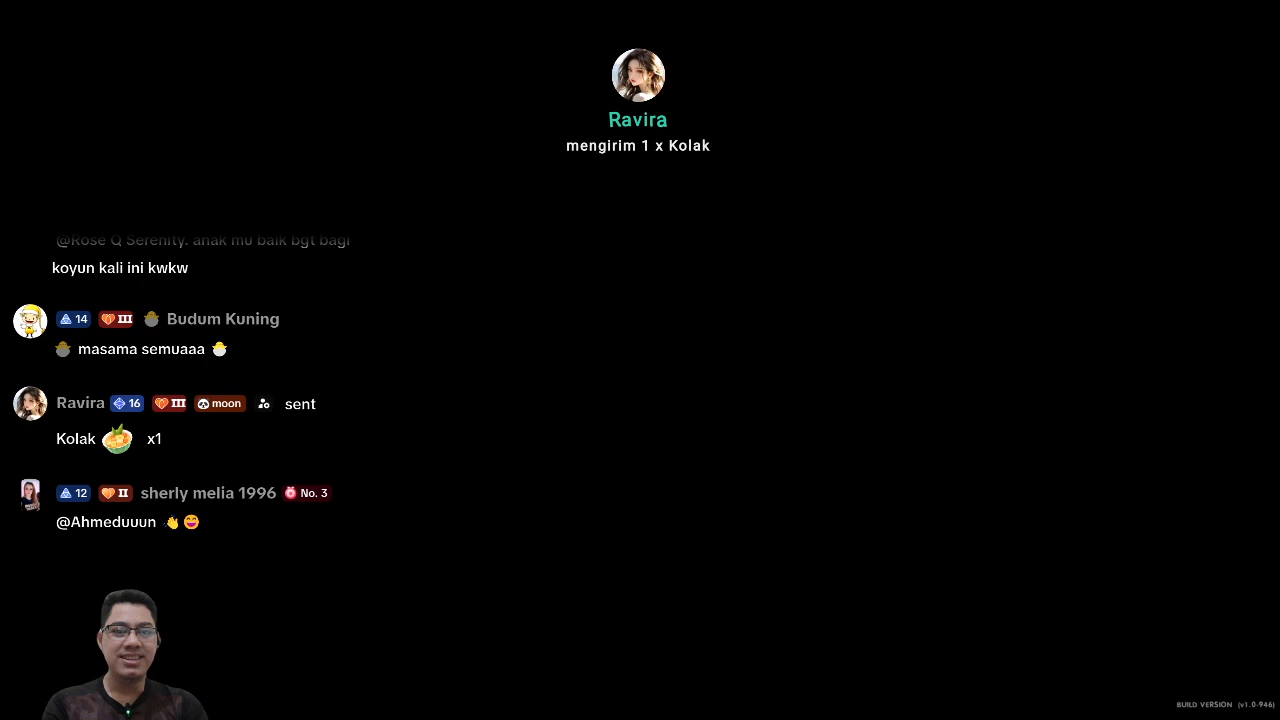 Ravira
mengirim 1 x Kolak
@Rose Q Serenity. anak mu baik bgt bagi
koyun kali ini kwkw
14 III Budum Kuning
masama semuaaa
Ravira 16 III moon sent
Kolak x1
12 II sherly melia 1996 No. 3
@Ahmeduuun
BUILD VERSION (v1.0-946)